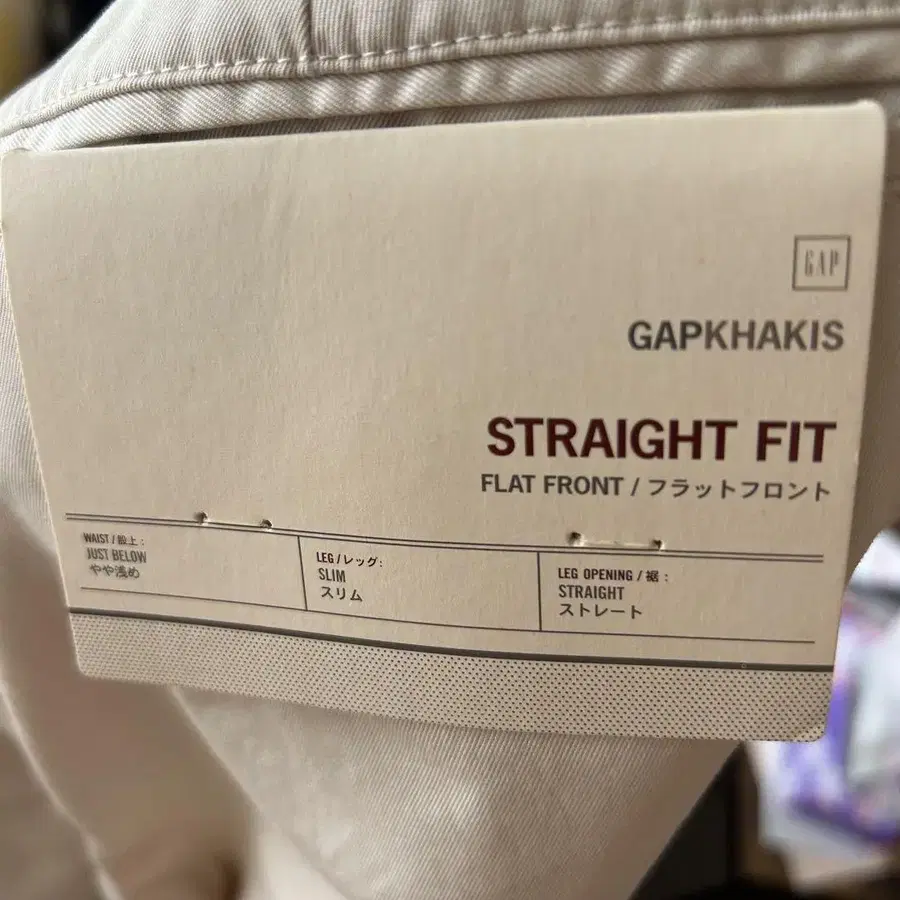 GAP
GAPKHAKIS
STRAIGHT FIT
FLAT FRONT / フラットフロント
WAIST / 股上 :
JUST BELOW
やや浅め
LEG / レッグ:
SLIM
スリム
LEG OPENING / 裾 :
STRAIGHT
ストレート